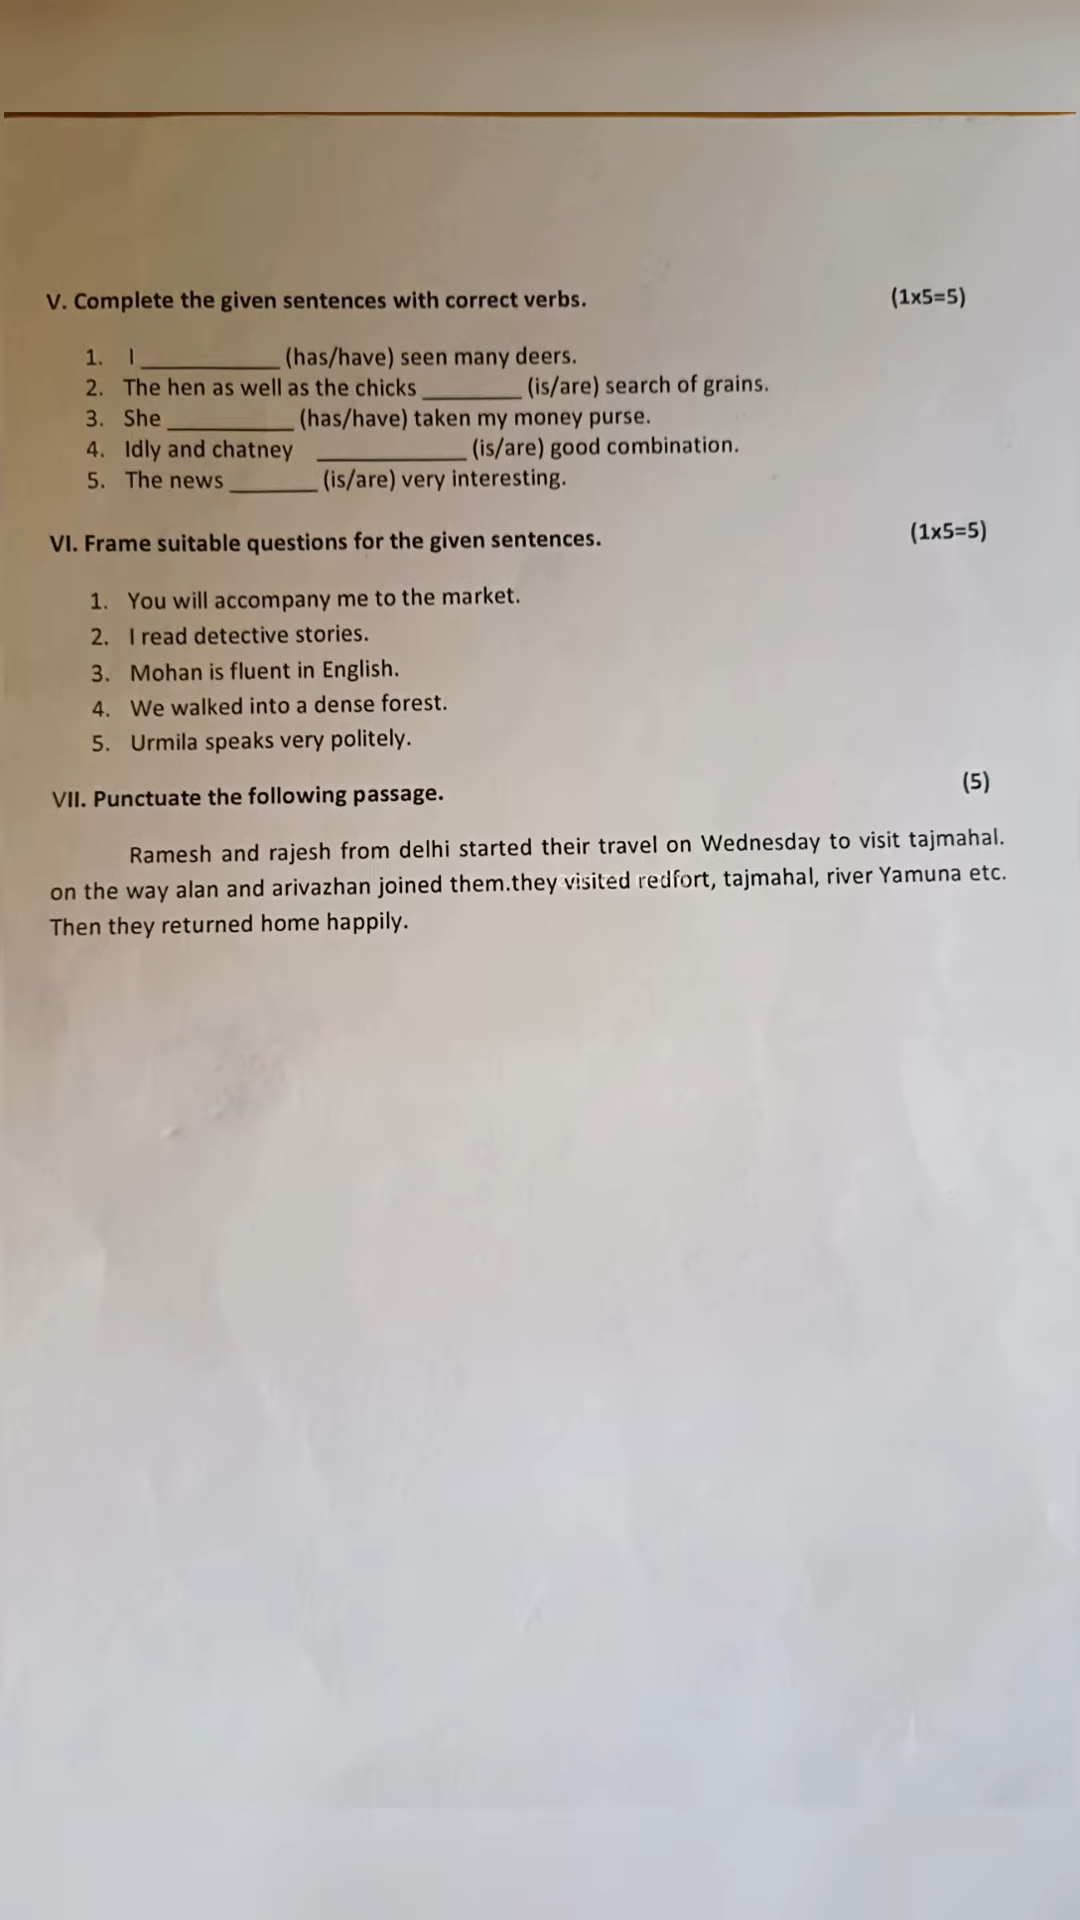 V. Complete the given sentences with correct verbs. (1x5=5)
1. I ____________ (has/have) seen many deers.
2. The hen as well as the chicks ________ (is/are) search of grains.
3. She ___________ (has/have) taken my money purse.
4. Idly and chatney _____________ (is/are) good combination.
5. The news ________ (is/are) very interesting.
VI. Frame suitable questions for the given sentences. (1x5=5)
1. You will accompany me to the market.
2. I read detective stories.
3. Mohan is fluent in English.
4. We walked into a dense forest.
5. Urmila speaks very politely.
VII. Punctuate the following passage. (5)
Ramesh and rajesh from delhi started their travel on Wednesday to visit tajmahal.
on the way alan and arivazhan joined them.they visited redfort, tajmahal, river Yamuna etc.
Then they returned home happily.